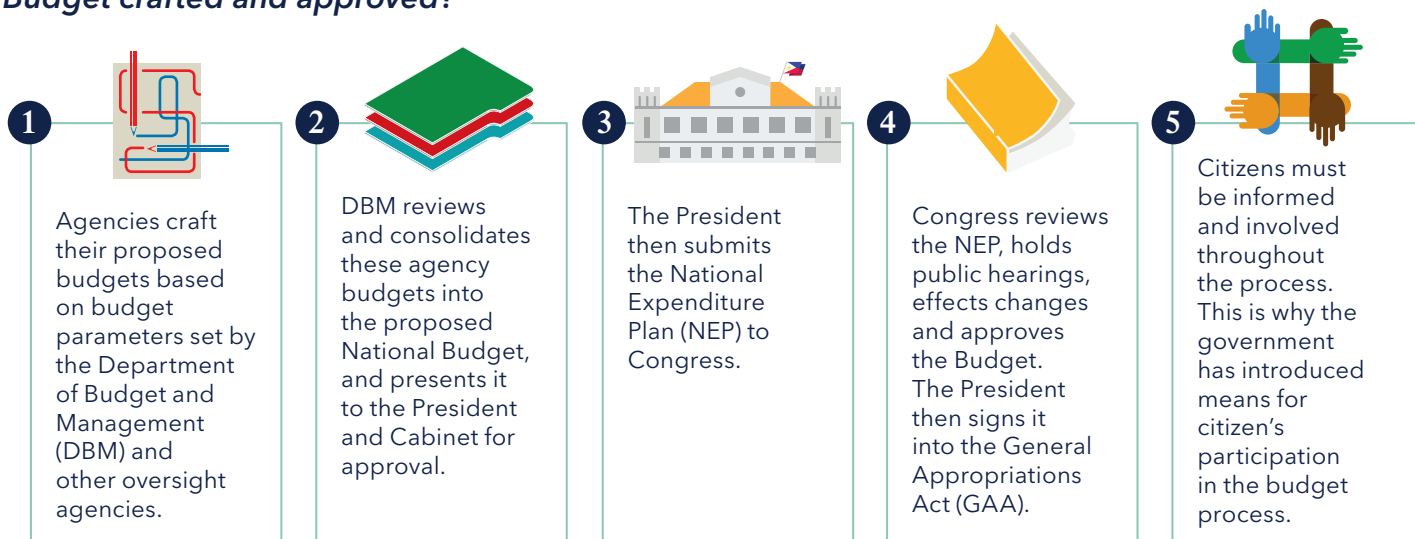 Budget crafted and approved?
1
Agencies craft
their proposed
budgets based
on budget
parameters set by
the Department
of Budget and
Management
(DBM) and
other oversight
agencies.
2
DBM reviews
and consolidates
these agency
budgets into
the proposed
National Budget,
and presents it
to the President
and Cabinet for
approval.
3
The President
then submits
the National
Expenditure
Plan (NEP) to
Congress.
4
Congress reviews
the NEP, holds
public hearings,
effects changes
and approves
the Budget.
The President
then signs it
into the General
Appropriations
Act (GAA).
5
Citizens must
be informed
and involved
throughout
the process.
This is why the
government
has introduced
means for
citizen's
participation
in the budget
process.